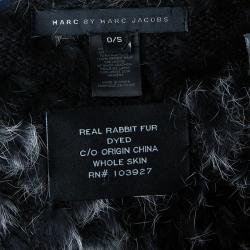 MARC BY MARC JACOBS
0/S
REAL RABBIT FUR
DYED
C/O ORIGIN CHINA
WHOLE SKIN
RN# 103927